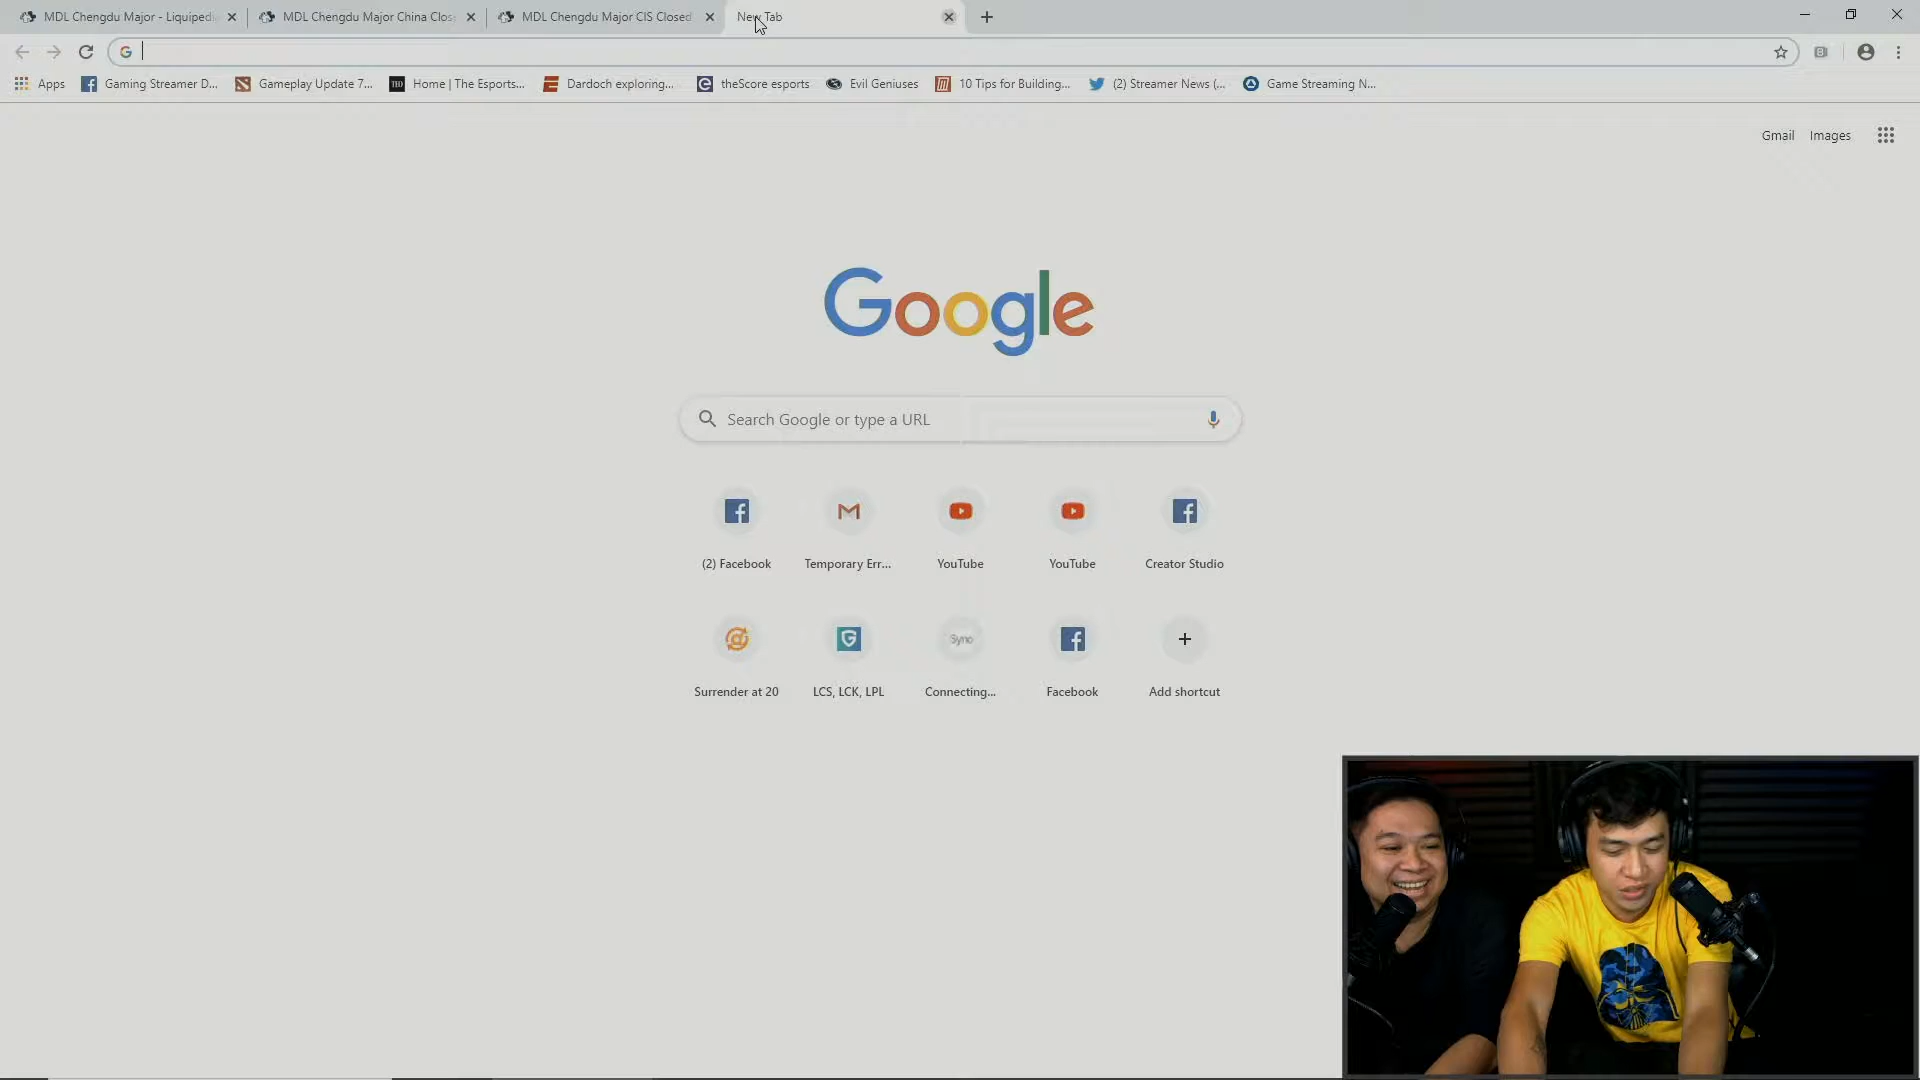 MDL Chengdu Major - Liquiped
MDL Chengdu Major China Clos
MDL Chengdu Major CIS Closed
New Tab
Apps
Gaming Streamer D...
Gameplay Update 7...
Home | The Esports...
Dardoch exploring...
theScore esports
Evil Geniuses
10 Tips for Building...
(2) Streamer News (...
Game Streaming N...
Gmail Images
Google
Search Google or type a URL
(2) Facebook
Temporary Err...
YouTube
YouTube
Creator Studio
Syno
Surrender at 20
LCS, LCK, LPL
Connecting...
Facebook
Add shortcut